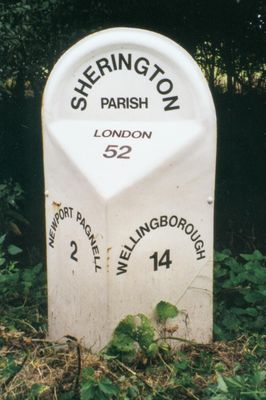 SHERINGTON
PARISH
LONDON
52
NEWPORT PAGNELL
2
WELLINGBOROUGH
14